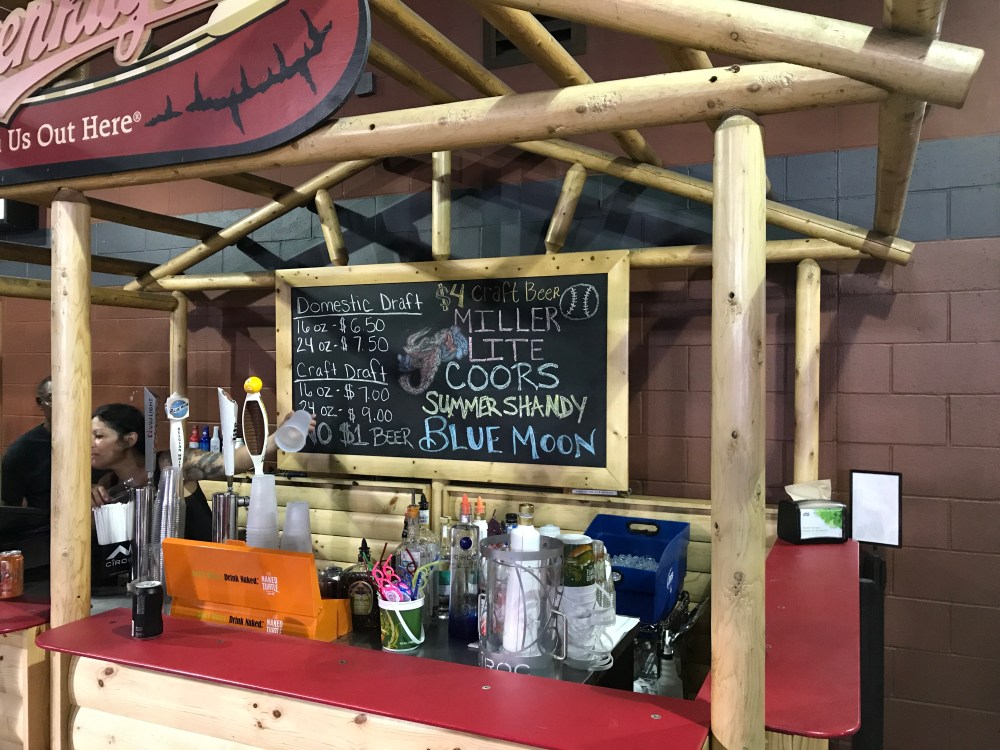 Us Out Here®
Domestic Draft
16 oz - $6.50
24 oz - $7.50
Craft Draft
16 oz - $7.00
24 oz - $9.00
NO $1 BEER
$4 Craft Beer
MILLER
LITE
COORS
SUMMER SHANDY
BLUE MOON
Drink Naked.
NAKED
TURTLE
Drink Naked.
NAKED
CIROC
ROC